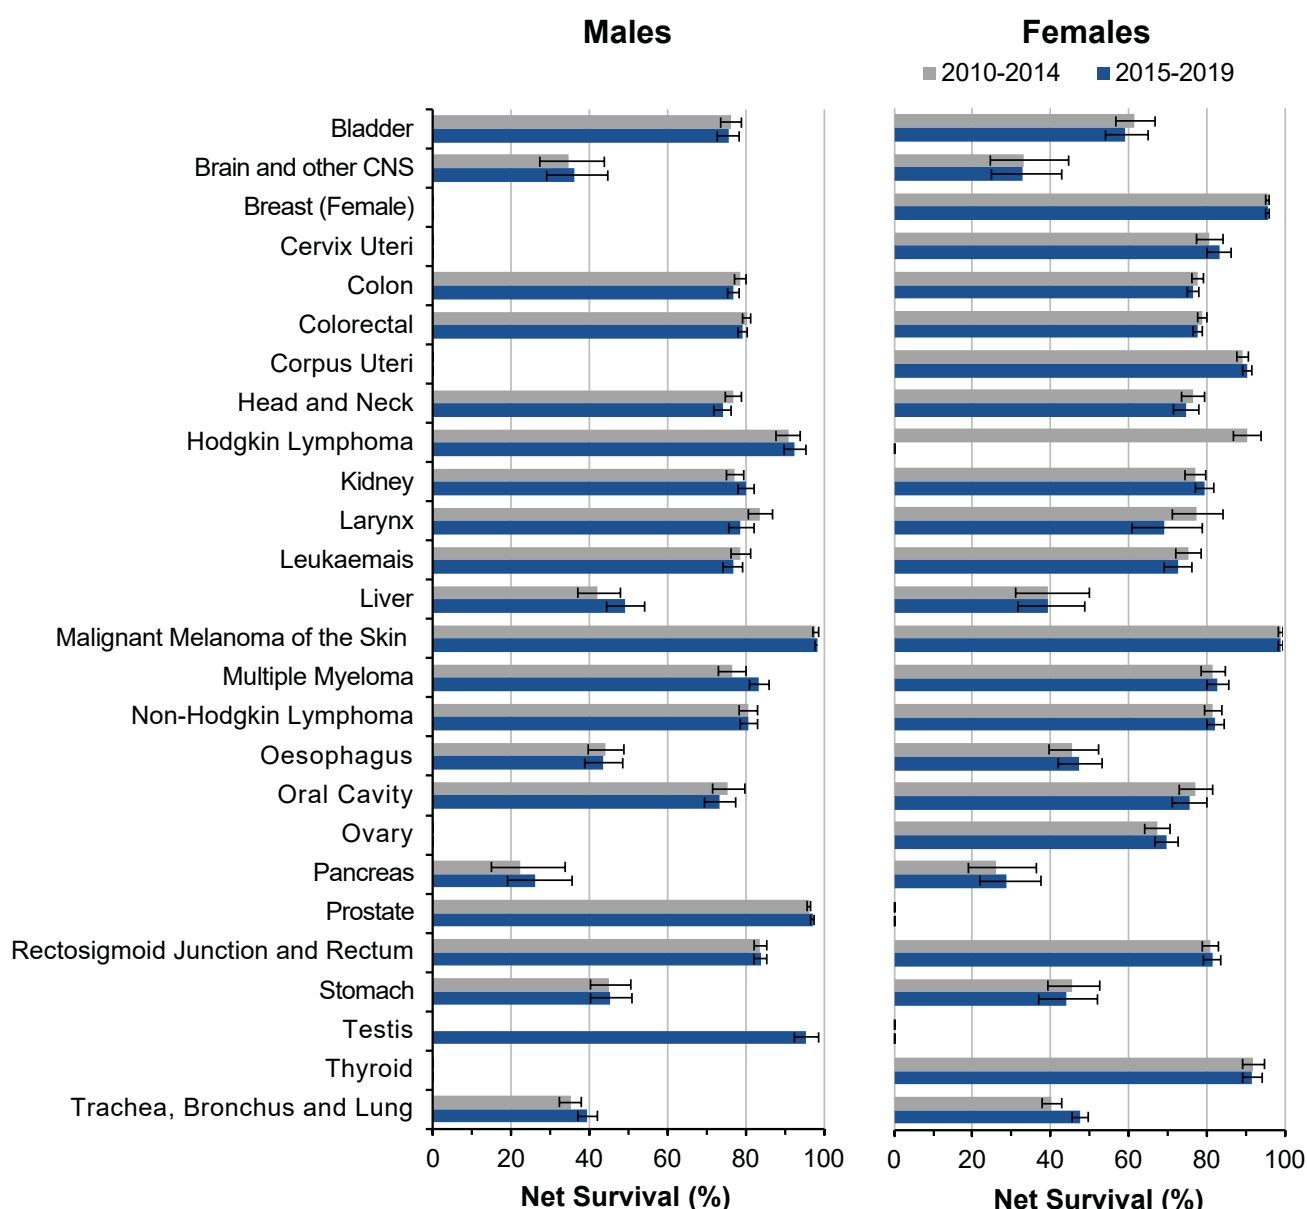 Males
Females
2010-2014 2015-2019
Bladder
Brain and other CNS
Breast (Female)
Cervix Uteri
Colon
Colorectal
Corpus Uteri
Head and Neck
Hodgkin Lymphoma
Kidney
Larynx
Leukaemais
Liver
Malignant Melanoma of the Skin
Multiple Myeloma
Non-Hodgkin Lymphoma
Oesophagus
Oral Cavity
Ovary
Pancreas
Prostate
Rectosigmoid Junction and Rectum
Stomach
Testis
Thyroid
Trachea, Bronchus and Lung
0 20 40 60 80 100
0 20 40 60 80 100
Net Survival (%)
Net Survival (%)